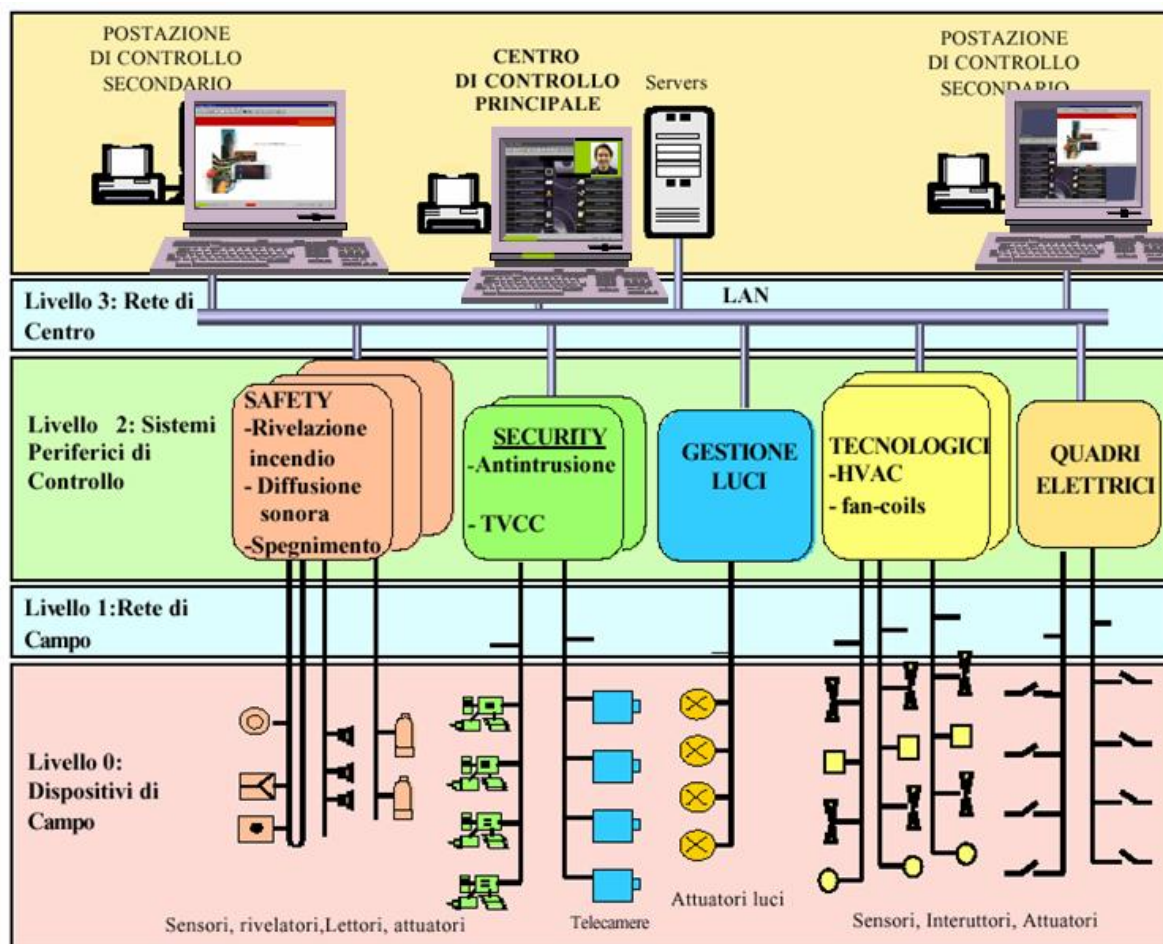 POSTAZIONE
DI CONTROLLO
SECONDARIO
CENTRO
DI CONTROLLO
PRINCIPALE
Servers
POSTAZIONE
DI CONTROLLO
SECONDARIO
Livello 3: Rete di
Centro
LAN
Livello 2: Sistemi
Periferici di
Controllo
SAFETY
-Rivelazione
incendio
- Diffusione
sonora
-Spegnimento
SECURITY
-Antintrusione
- TVCC
GESTIONE
LUCI
TECNOLOGICI
-HVAC
- fan-coils
QUADRI
ELETTRICI
Livello 1:Rete di
Campo
Livello 0:
Dispositivi di
Campo
Sensori, rivelatori,Lettori, attuatori
Telecamere
Attuatori luci
Sensori, Interuttori, Attuatori